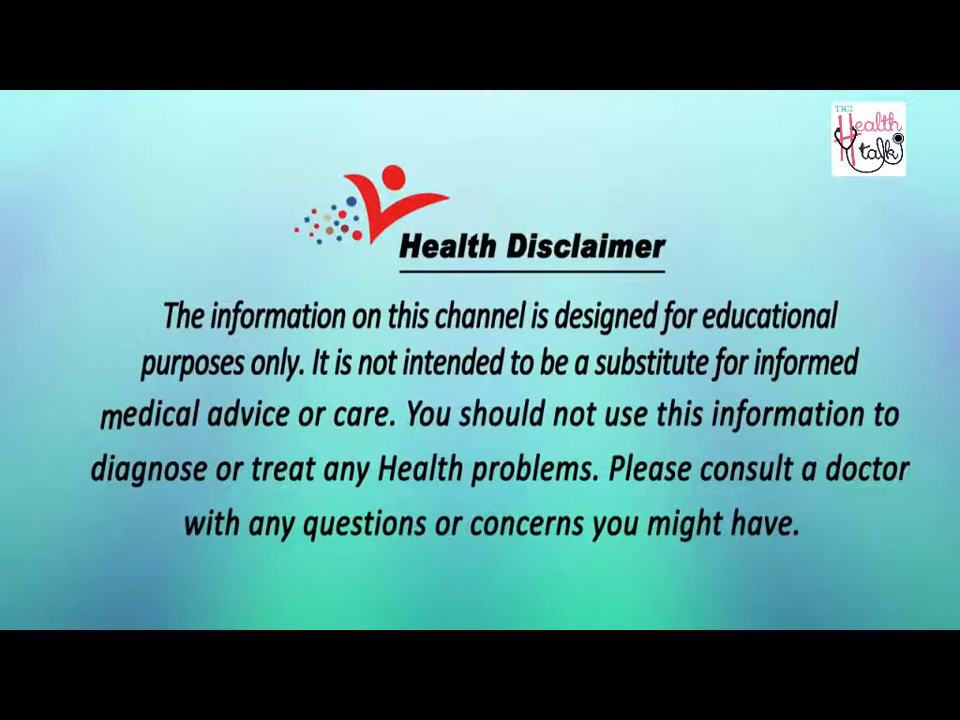 THE
Health
talk
Health Disclaimer
The information on this channel is designed for educational
purposes only. It is not intended to be a substitute for informed
medical advice or care. You should not use this information to
diagnose or treat any Health problems. Please consult a doctor
with any questions or concerns you might have.